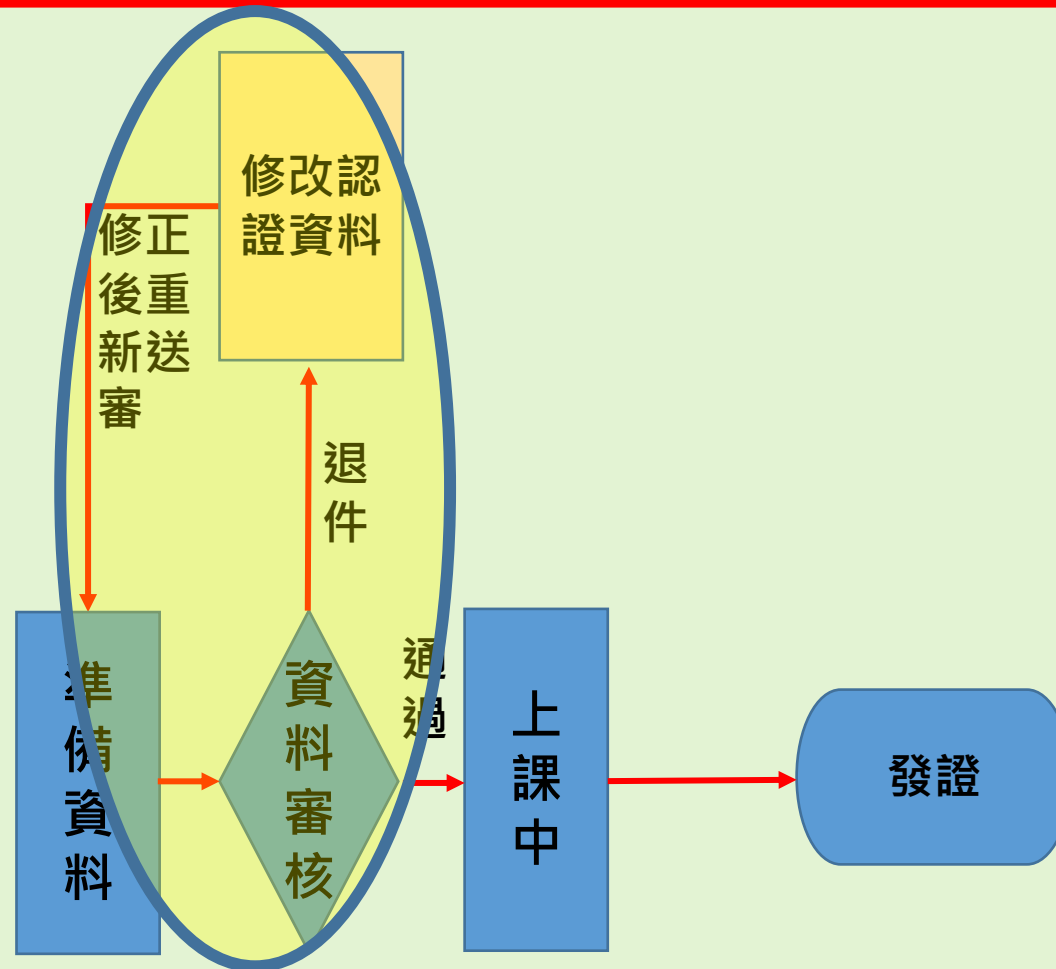 修改認
證資料
修正
後重
新送
審
退
件
通
過
準
備
資
料
資
料
審
核
上
課
中
發證